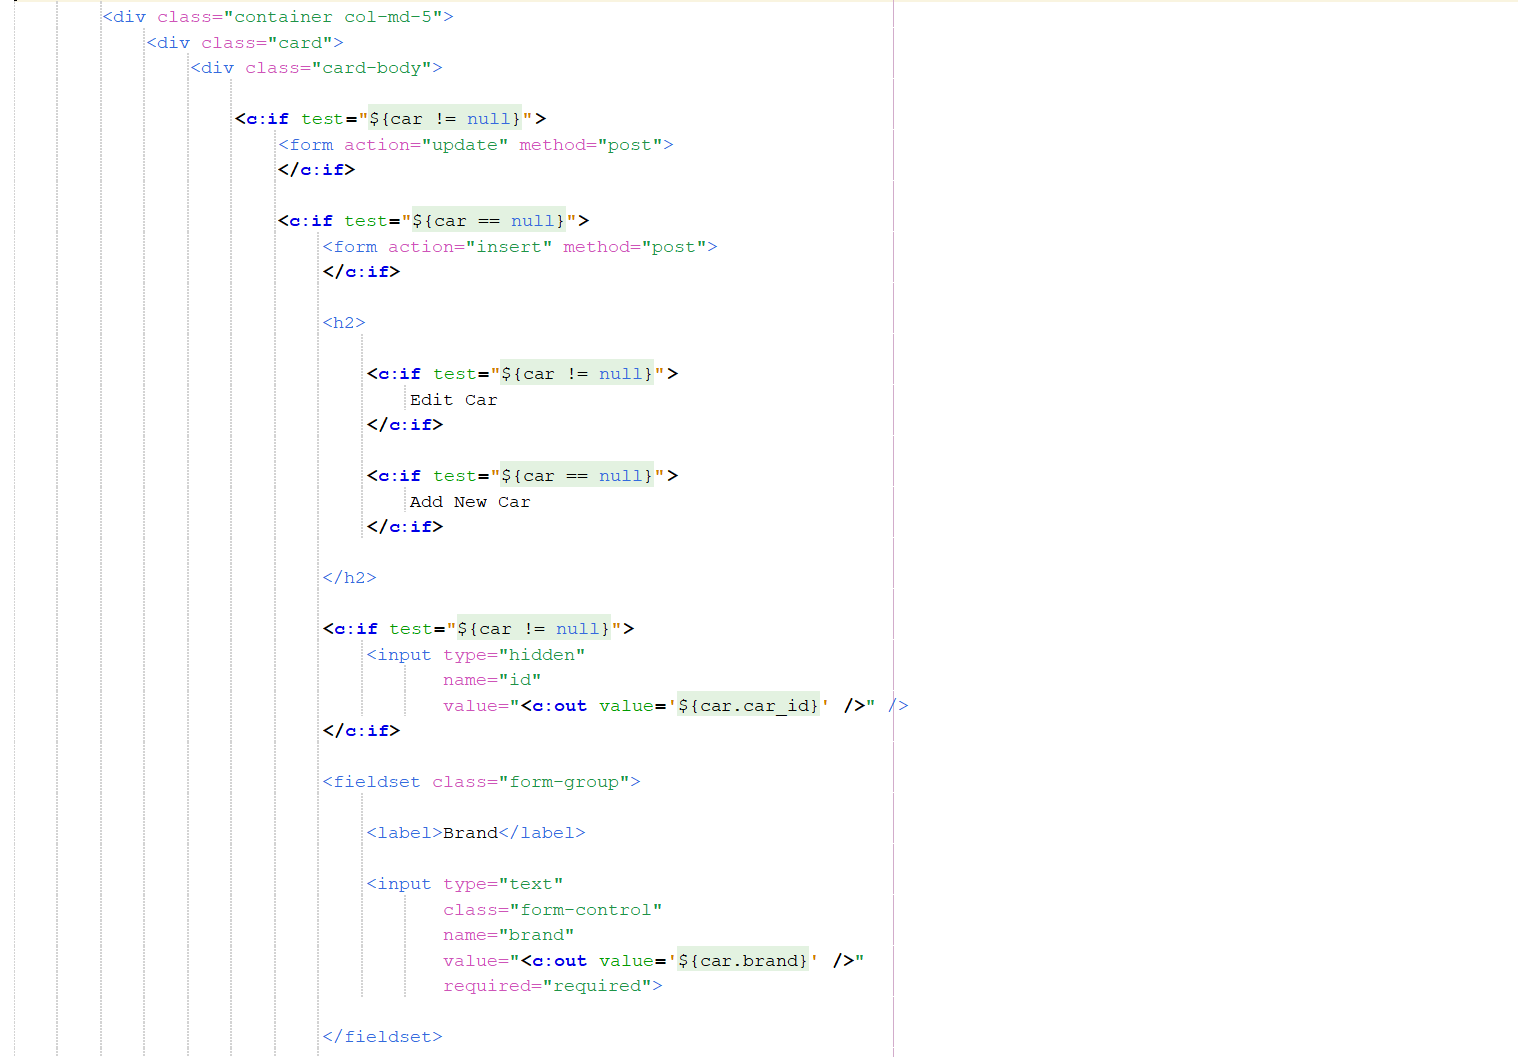 <div class="container col-md-5">
<div class="card">
<div class="card-body">
<c:if test="${car != null}">
<form action="update" method="post">
</c:if>
<c:if test="${car == null}">
<form action="insert" method="post">
</c:if>
<h2>
<c:if test="${car != null}">
Edit Car
</c:if>
<c:if test="${car == null}">
Add New Car
</c:if>
</h2>
<c:if test="${car != null}">
<input type="hidden"
name="id"
value="<c:out value='${car.car_id}' />" />
</c:if>
<fieldset class="form-group">
<label>Brand</label>
<input type="text"
class="form-control"
name="brand"
value="<c:out value='${car.brand}' />"
required="required">
</fieldset>